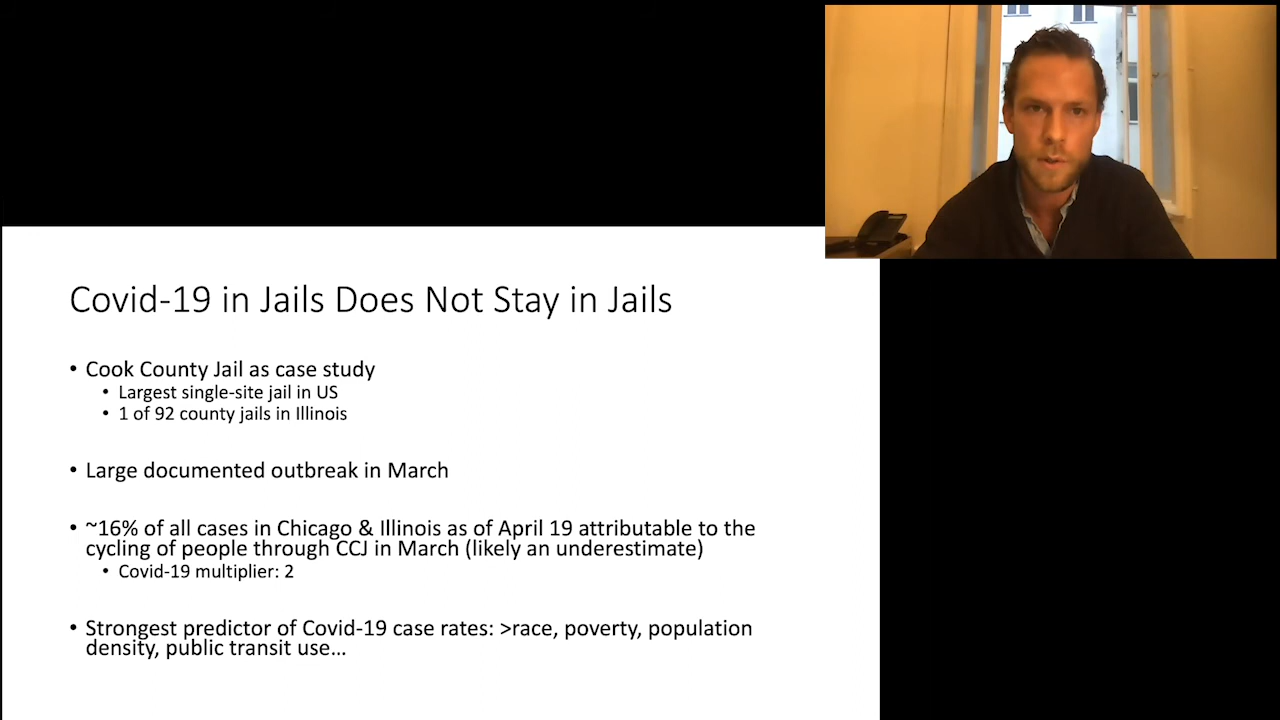 Covid-19 in Jails Does Not Stay in Jails
• Cook County Jail as case study
• Largest single-site jail in US
• 1 of 92 county jails in Illinois
• Large documented outbreak in March
• ~16% of all cases in Chicago & Illinois as of April 19 attributable to the
cycling of people through CCJ in March (likely an underestimate)
• Covid-19 multiplier: 2
• Strongest predictor of Covid-19 case rates: >race, poverty, population
density, public transit use…